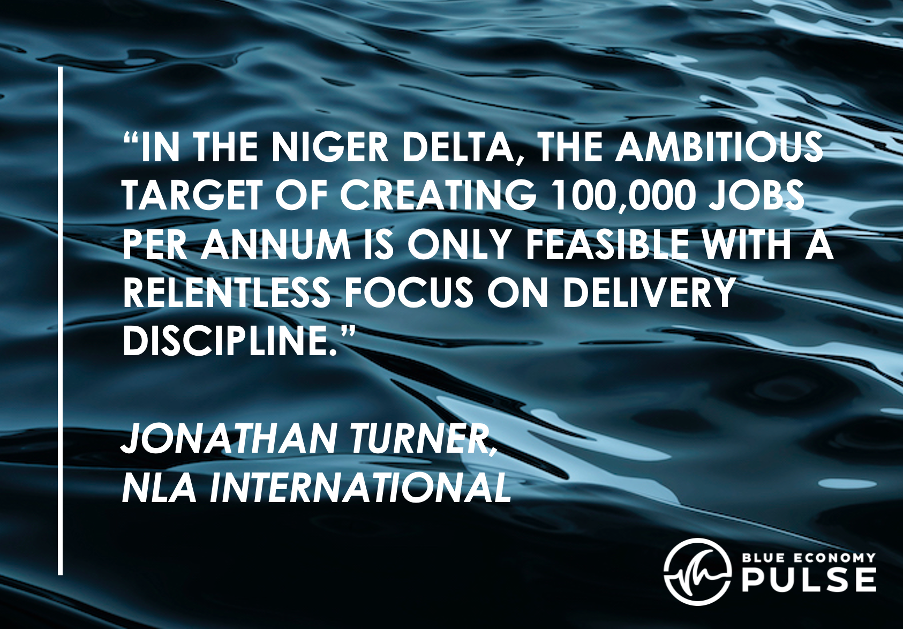 “IN THE NIGER DELTA, THE AMBITIOUS
TARGET OF CREATING 100,000 JOBS
PER ANNUM IS ONLY FEASIBLE WITH A
RELENTLESS FOCUS ON DELIVERY
DISCIPLINE.”
JONATHAN TURNER,
NLA INTERNATIONAL
BLUE ECONOMY
PULSE